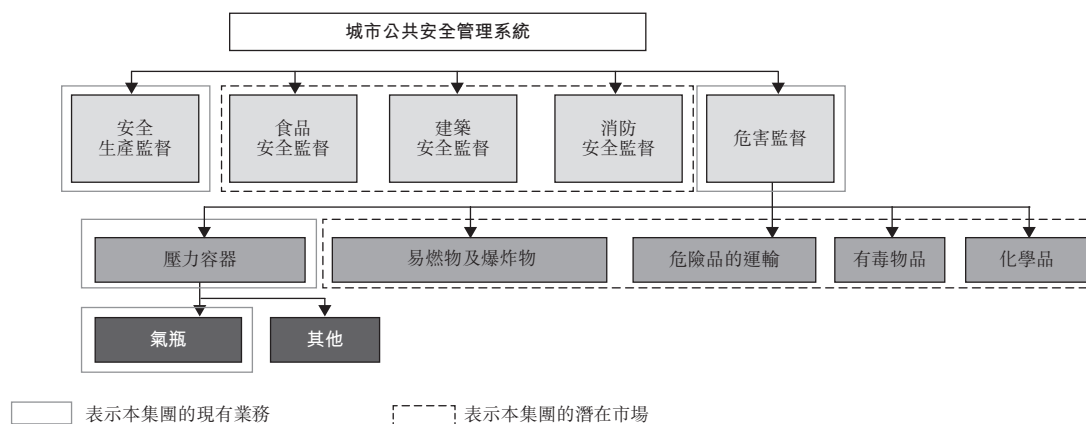 城市公共安全管理系統
安全
生產監督
食品
安全監督
建築
安全監督
消防
安全監督
危害監督
壓力容器
易燃物及爆炸物
危險品的運輸
有毒物品
化學品
氣瓶
其他
表示本集團的現有業務
表示本集團的潛在市場